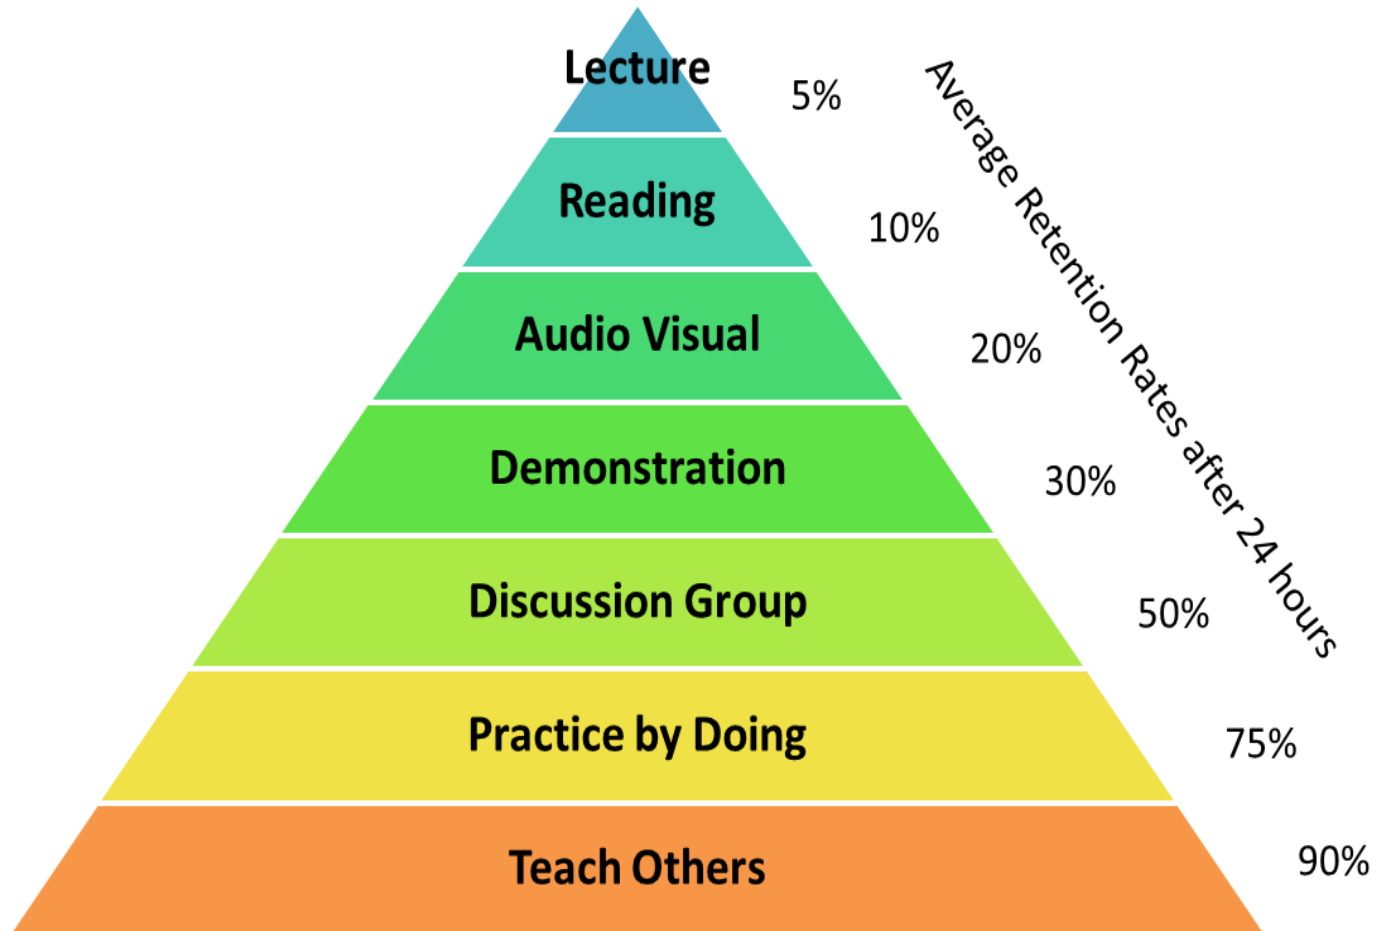 Lecture
5%
Reading
10%
Audio Visual
20%
Demonstration
30%
Discussion Group
50%
Practice by Doing
75%
Teach Others
90%
Average Retention Rates after 24 hours